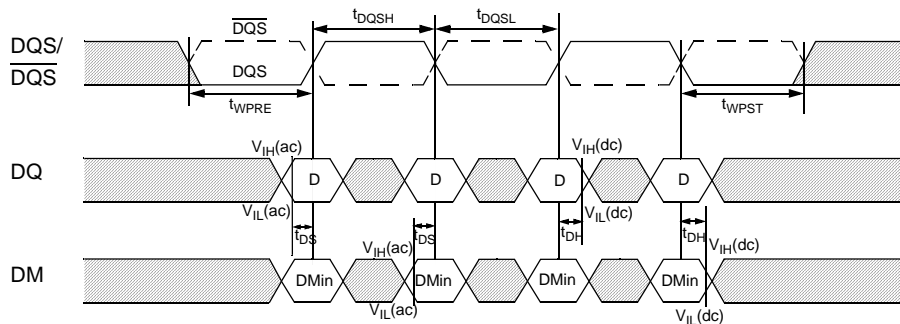 t_DQSH t_DQSL
DQS
DQS/
DQS
DQS
t_WPRE t_WPST
V_IH(ac) V_IH(dc)
DQ D D D D
V_IL(ac) V_IL(dc)
t_DS t_DS t_DH t_DH
V_IH(ac) V_IH(dc)
DM DMin DMin DMin DMin
V_IL(ac) V_IL(dc)